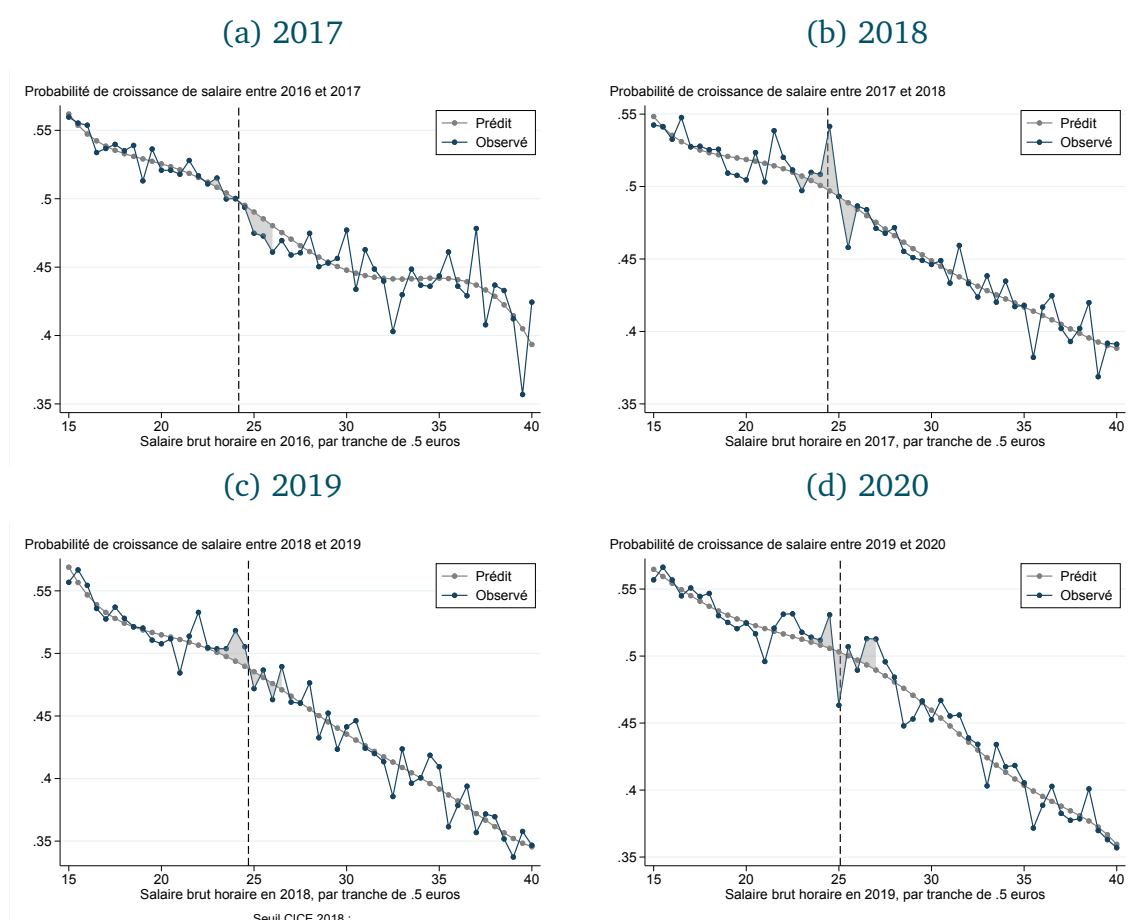 (a) 2017
Probabilité de croissance de salaire entre 2016 et 2017
Prédit
Observé
.55
.5
.45
.4
.35
15 20 25 30 35 40
Salaire brut horaire en 2016, par tranche de .5 euros
(b) 2018
Probabilité de croissance de salaire entre 2017 et 2018
Prédit
Observé
.55
.5
.45
.4
.35
15 20 25 30 35 40
Salaire brut horaire en 2017, par tranche de .5 euros
(c) 2019
Probabilité de croissance de salaire entre 2018 et 2019
Prédit
Observé
.55
.5
.45
.4
.35
15 20 25 30 35 40
Salaire brut horaire en 2018, par tranche de .5 euros
Seuil CICE 2018 :
(d) 2020
Probabilité de croissance de salaire entre 2019 et 2020
Prédit
Observé
.55
.5
.45
.4
.35
15 20 25 30 35 40
Salaire brut horaire en 2019, par tranche de .5 euros